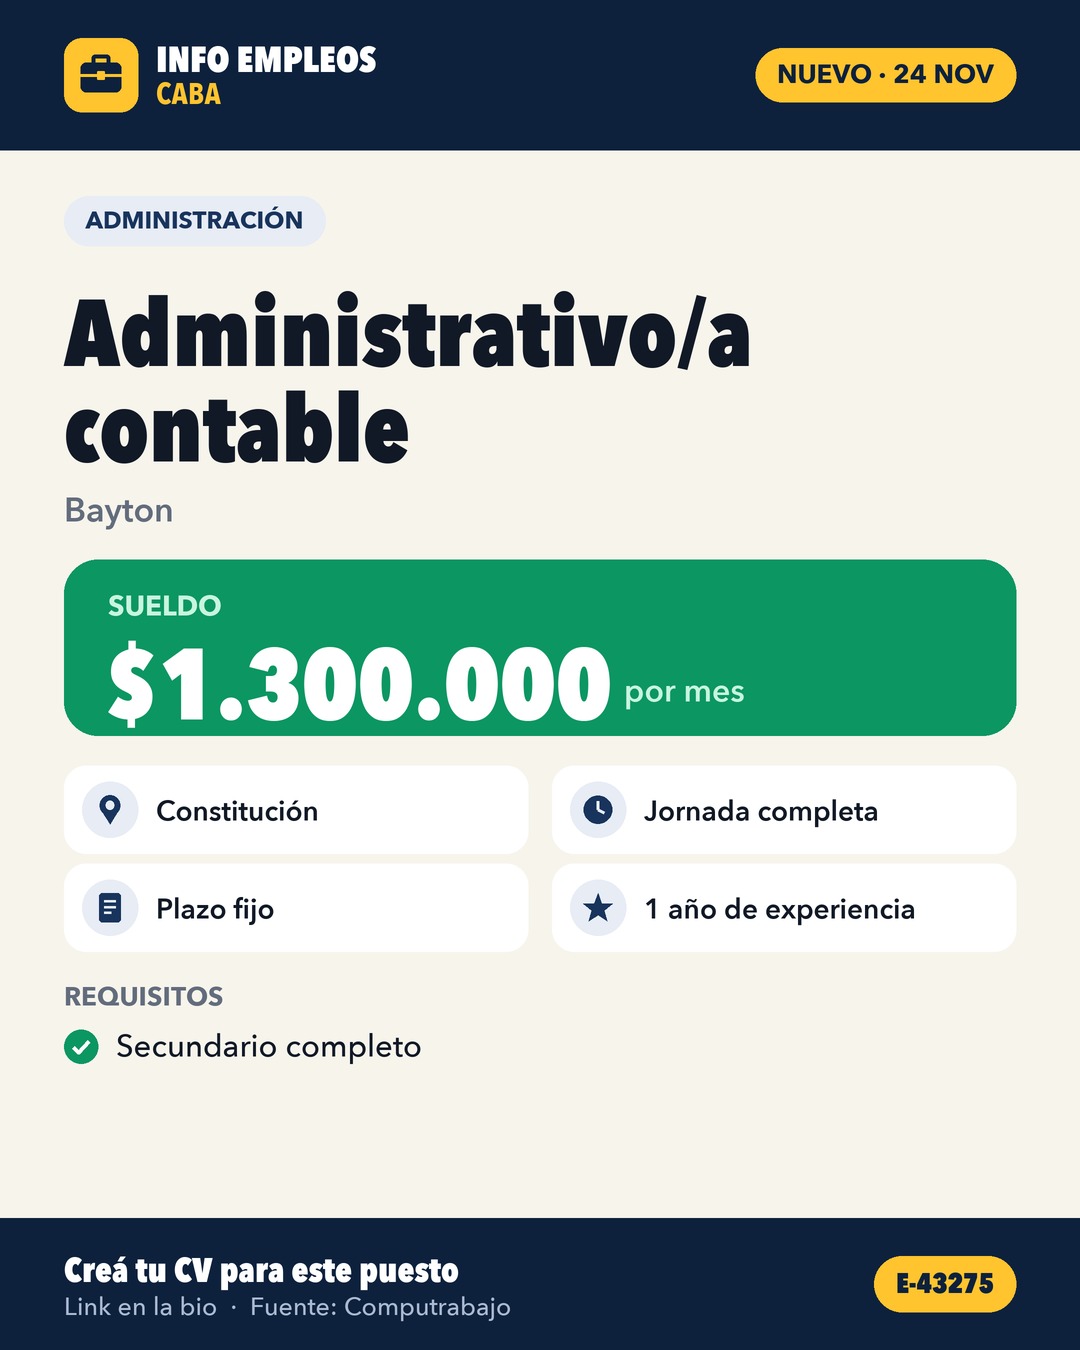 INFO EMPLEOS
CABA
NUEVO · 24 NOV
ADMINISTRACIÓN
Administrativo/a
contable
Bayton
SUELDO
$1.300.000 por mes
Constitución
Jornada completa
Plazo fijo
1 año de experiencia
REQUISITOS
Secundario completo
Creá tu CV para este puesto
Link en la bio · Fuente: Computrabajo
E-43275